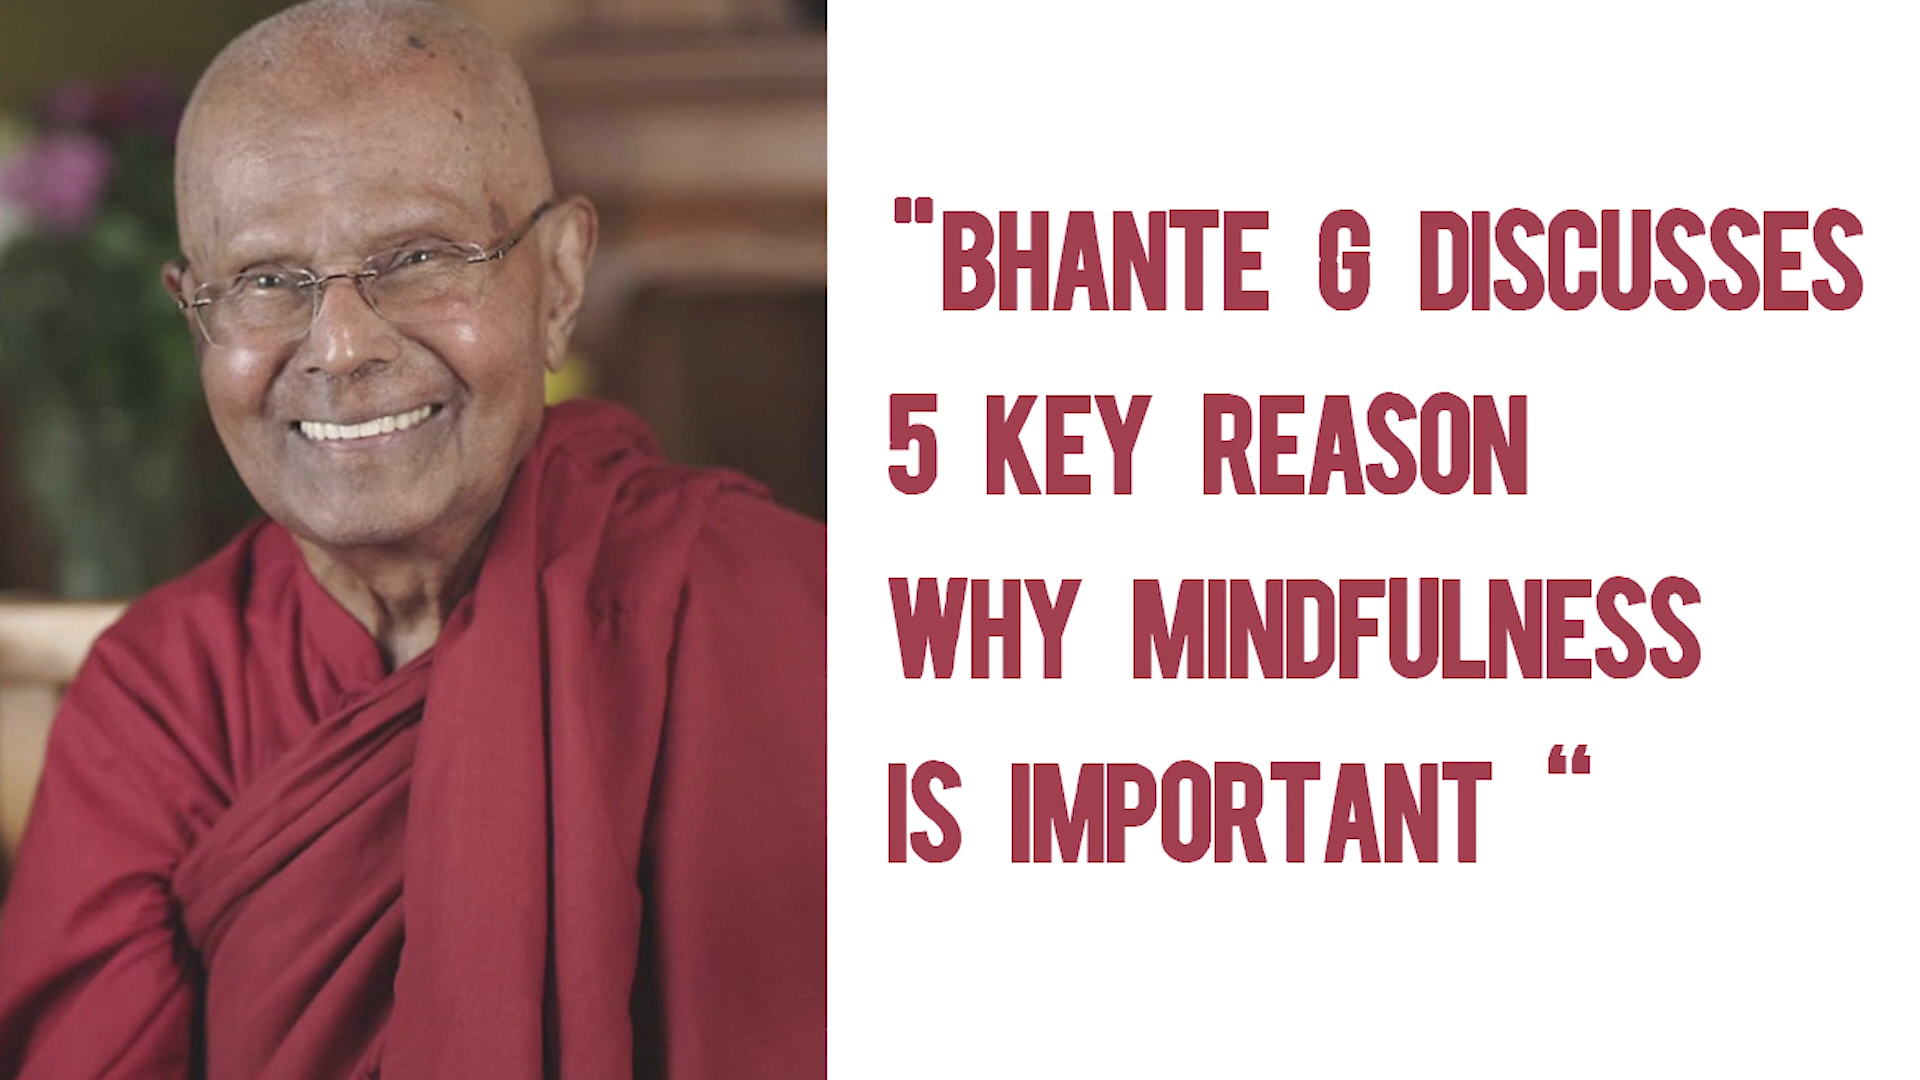 “BHANTE G DISCUSSES
5 KEY REASON
WHY MINDFULNESS
IS IMPORTANT “